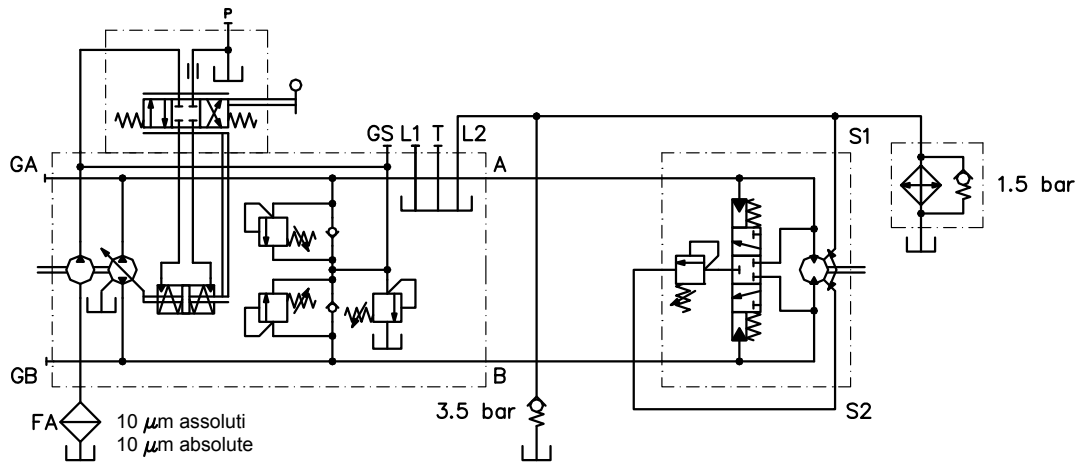 P
GS L1 T L2
S1
GA
A
1.5 bar
GB
B
3.5 bar
S2
FA
10 µm assoluti
10 µm absolute